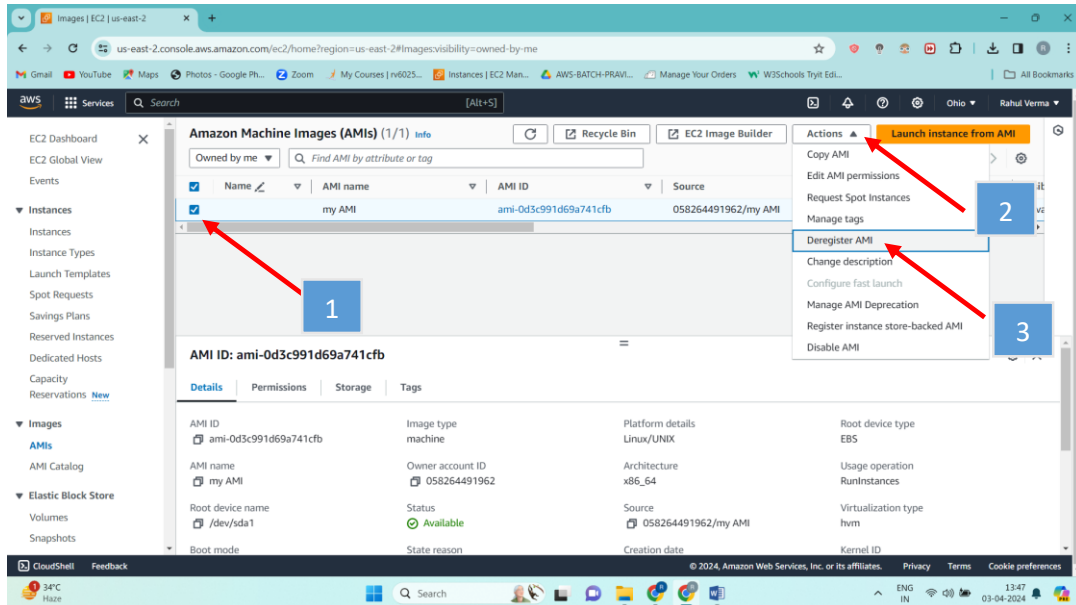 Images | EC2 | us-east-2
us-east-2.console.aws.amazon.com/ec2/home?region=us-east-2#Images:visibility=owned-by-me
Gmail YouTube Maps Photos - Google Ph... Zoom My Courses | rv6025... Instances | EC2 Man... AWS-BATCH-PRAVI... Manage Your Orders W3Schools Tryit Edi... All Bookmarks
aws Services Search [Alt+S] Ohio Rahul Verma
EC2 Dashboard
EC2 Global View
Events
Instances
Instances
Instance Types
Launch Templates
Spot Requests
Savings Plans
Reserved Instances
Dedicated Hosts
Capacity
Reservations New
Images
AMIs
AMI Catalog
Elastic Block Store
Volumes
Snapshots
Amazon Machine Images (AMIs) (1/1) Info Recycle Bin EC2 Image Builder Actions Launch instance from AMI
Owned by me Find AMI by attribute or tag
Name AMI name AMI ID Source
my AMI ami-0d3c991d69a741cfb 058264491962/my AMI
Copy AMI
Edit AMI permissions
Request Spot Instances
Manage tags
Deregister AMI
Change description
Configure fast launch
Manage AMI Deprecation
Register instance store-backed AMI
Disable AMI
1
2
3
AMI ID: ami-0d3c991d69a741cfb
Details Permissions Storage Tags
AMI ID Image type Platform details Root device type
ami-0d3c991d69a741cfb machine Linux/UNIX EBS
AMI name Owner account ID Architecture Usage operation
my AMI 058264491962 x86_64 RunInstances
Root device name Status Source Virtualization type
/dev/sda1 Available 058264491962/my AMI hvm
Boot mode State reason Creation date Kernel ID
CloudShell Feedback © 2024, Amazon Web Services, Inc. or its affiliates. Privacy Terms Cookie preferences
34°C Search ENG 13:47
Haze IN 03-04-2024